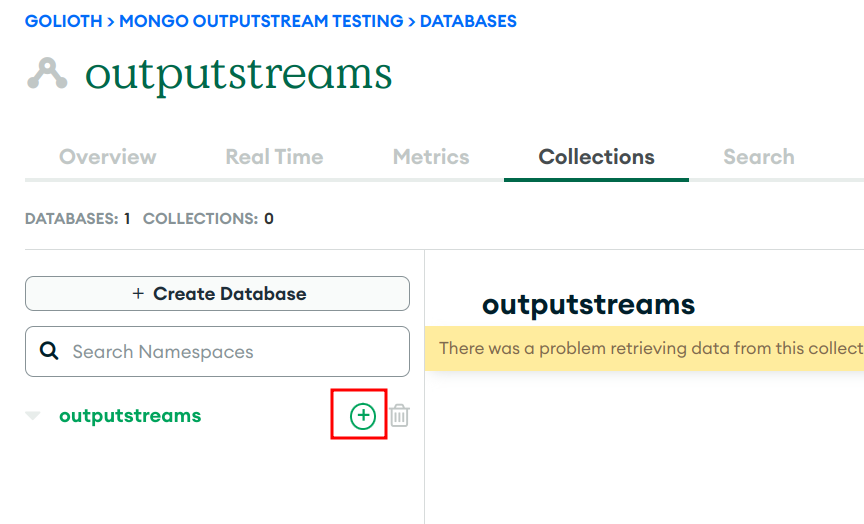 GOLIOTH > MONGO OUTPUTSTREAM TESTING > DATABASES
outputstreams
Overview Real Time Metrics Collections Search
DATABASES: 1 COLLECTIONS: 0
+ Create Database
outputstreams
Search Namespaces
There was a problem retrieving data from this collect
outputstreams